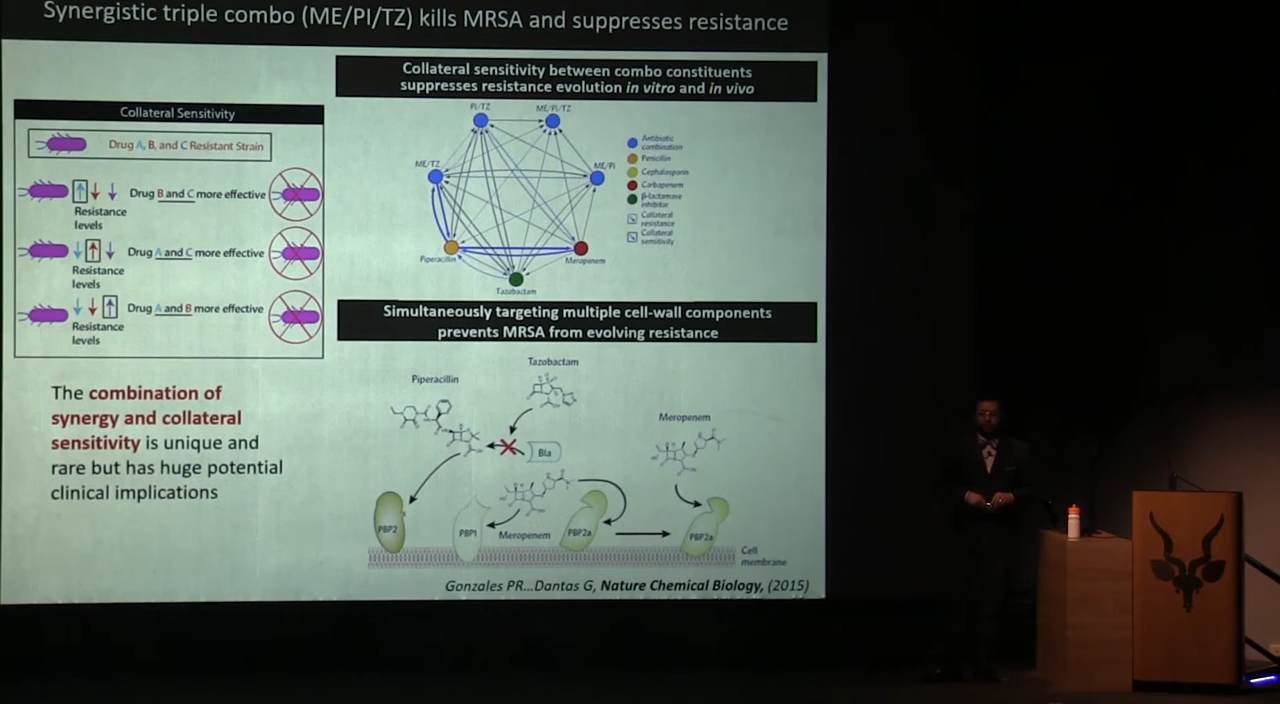 Synergistic triple combo (ME/PI/TZ) kills MRSA and suppresses resistance
Collateral Sensitivity
Drug A, B, and C Resistant Strain
Drug B and C more effective
Resistance
levels
Drug A and C more effective
Resistance
levels
Drug A and B more effective
Resistance
levels
The combination of
synergy and collateral
sensitivity is unique and
rare but has huge potential
clinical implications
Collateral sensitivity between combo constituents
suppresses resistance evolution in vitro and in vivo
PI/TZ
ME/PI/TZ
ME/TZ
ME/PI
Piperacillin
Meropenem
Tazobactam
Antibiotic
combination
Penicillin
Cephalosporin
Carbapenem
β-lactamase
inhibitor
Collateral
resistance
Collateral
sensitivity
Simultaneously targeting multiple cell-wall components
prevents MRSA from evolving resistance
Tazobactam
Piperacillin
Meropenem
Bla
PBP2
PBP1
Meropenem
PBP2a
PBP2a
Cell
membrane
Gonzales PR...Dantas G, Nature Chemical Biology, (2015)